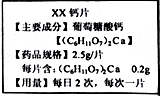 XX钙片
【主要成分】葡萄糖酸钙
【(C₆H₁₁O₇)₂Ca】
【药品规格】2.5g/片
每片含:(C₆H₁₁O₇)₂Ca 0.2g
【用量】每日2次，每次一片